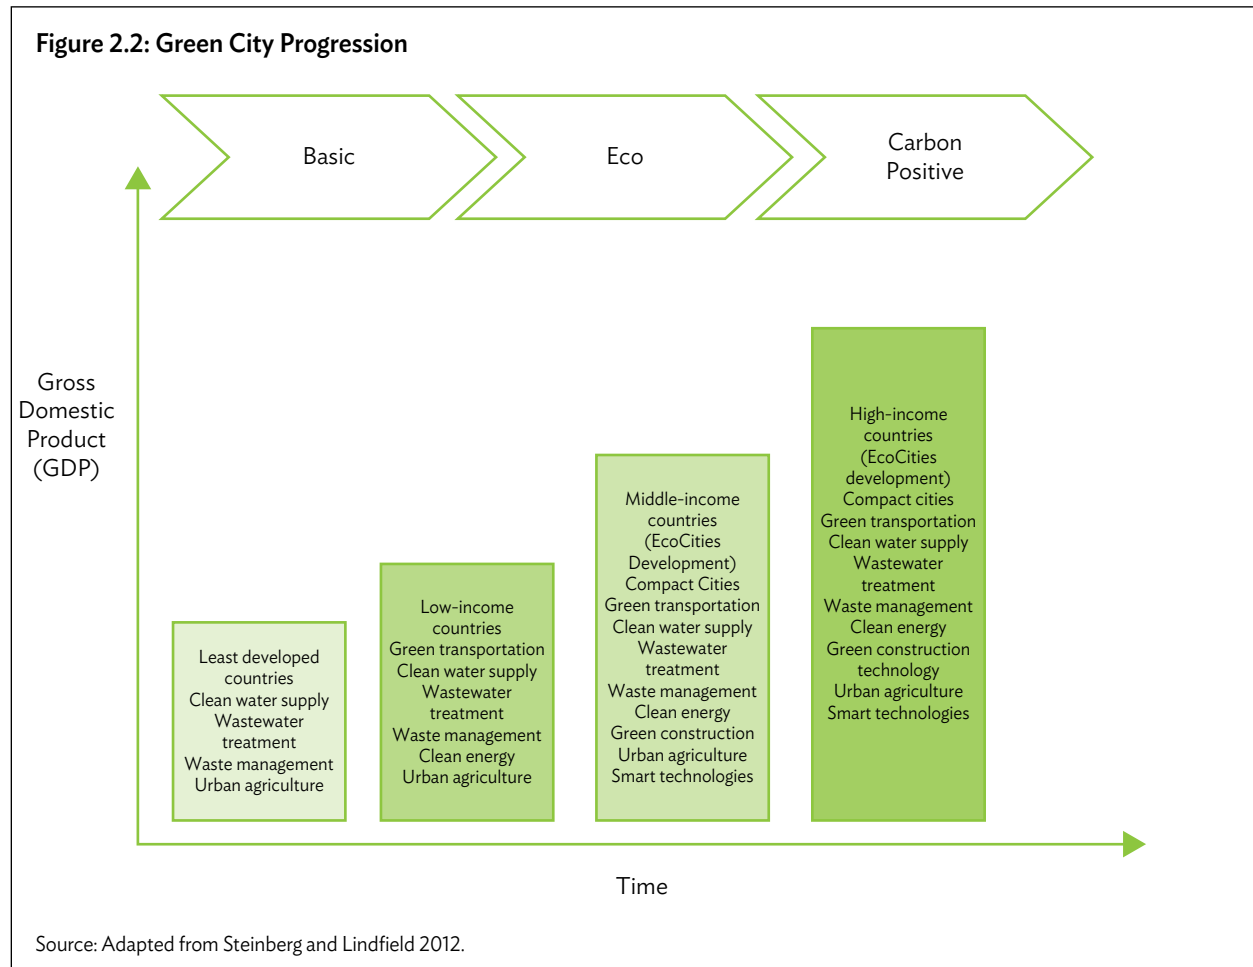 Figure 2.2: Green City Progression
Basic
Eco
Carbon
Positive
Gross
Domestic
Product
(GDP)
Least developed
countries
Clean water supply
Wastewater
treatment
Waste management
Urban agriculture
Low-income
countries
Green transportation
Clean water supply
Wastewater
treatment
Waste management
Clean energy
Urban agriculture
Middle-income
countries
(EcoCities
Development)
Compact Cities
Green transportation
Clean water supply
Wastewater
treatment
Waste management
Clean energy
Green construction
Urban agriculture
Smart technologies
High-income
countries
(EcoCities
development)
Compact cities
Green transportation
Clean water supply
Wastewater
treatment
Waste management
Clean energy
Green construction
technology
Urban agriculture
Smart technologies
Time
Source: Adapted from Steinberg and Lindfield 2012.